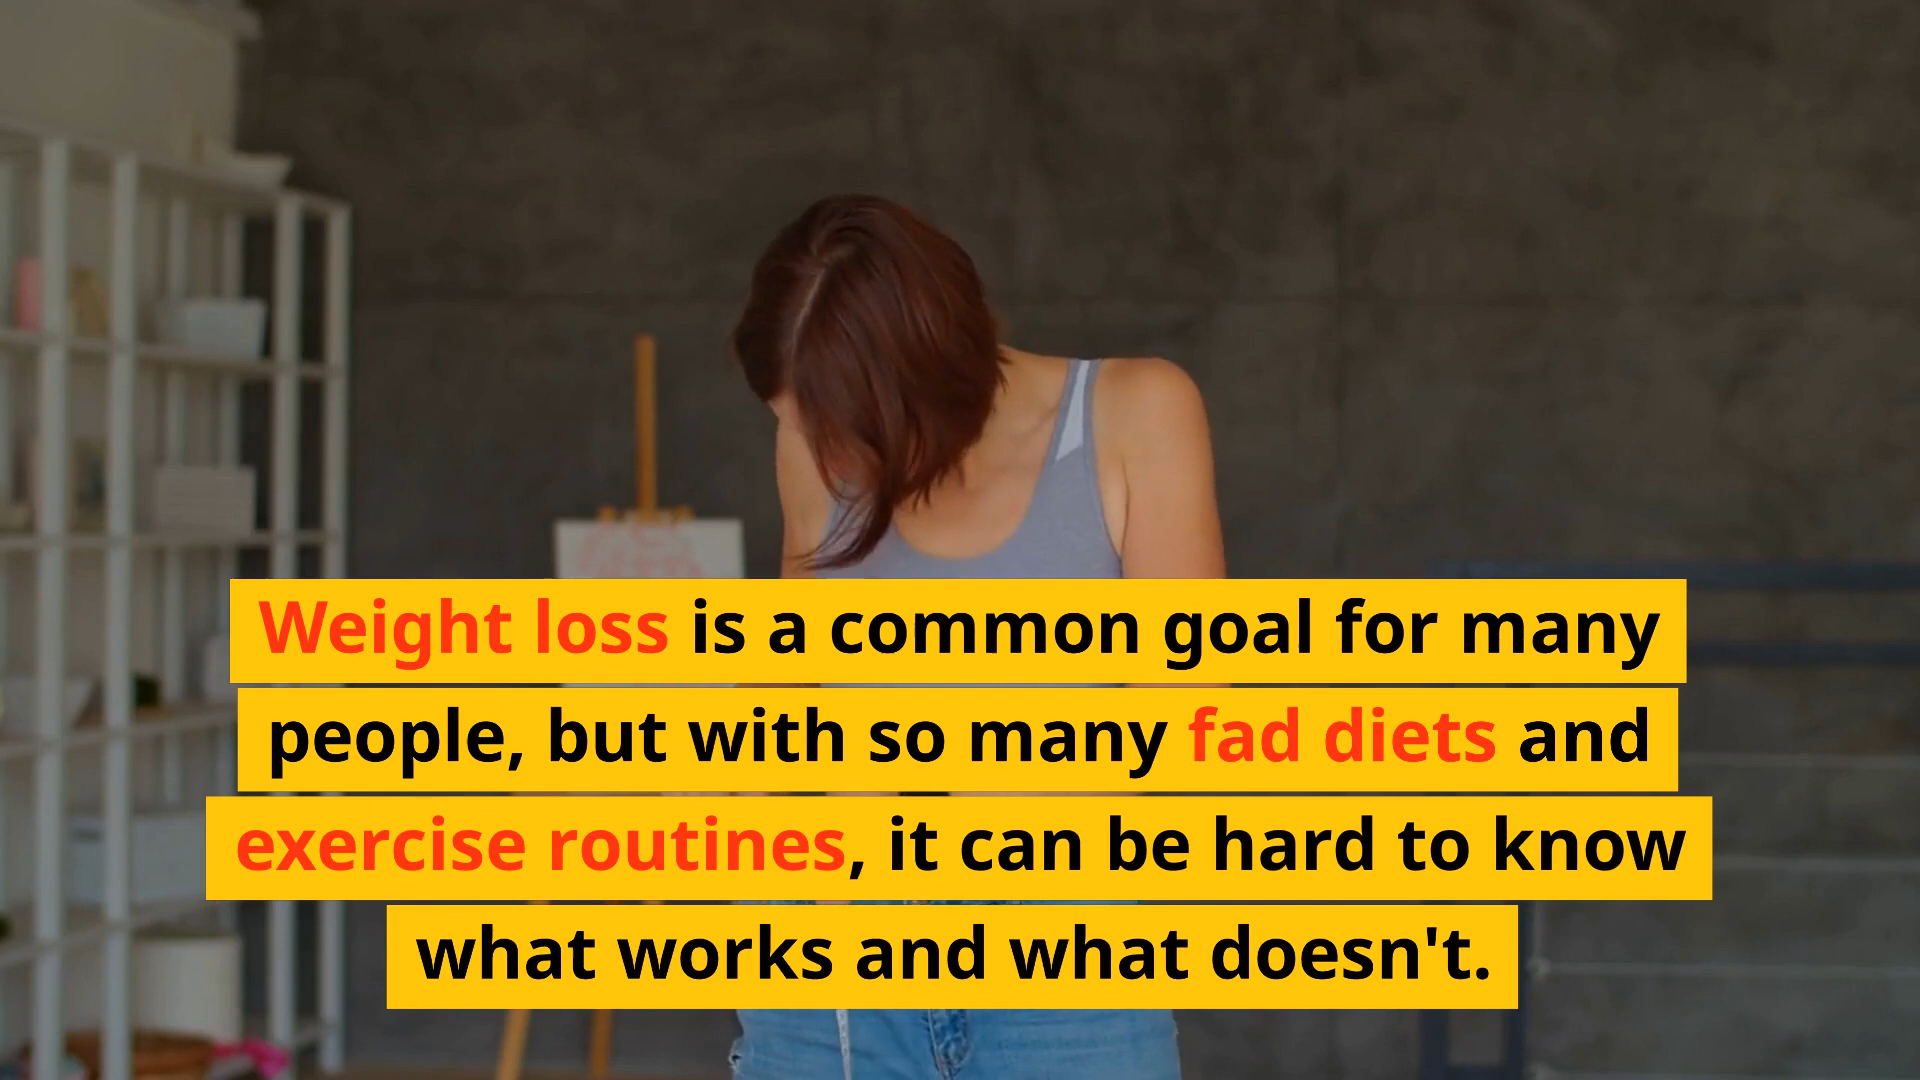 Weight loss is a common goal for many
people, but with so many fad diets and
exercise routines, it can be hard to know
what works and what doesn't.